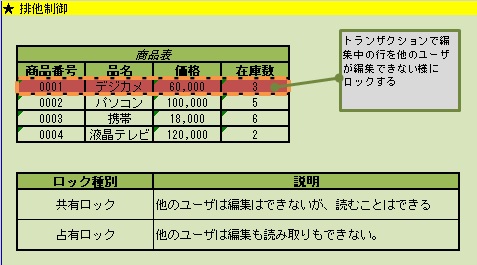 ★ 排他制御
商品表
商品番号 品名 価格 在庫数
0001 デジカメ 60,000 3
0002 パソコン 100,000 5
0003 携帯 18,000 6
0004 液晶テレビ 120,000 2
トランザクションで編
集中の行を他のユーザ
が編集できない様に
ロックする
ロック種別 説明
共有ロック 他のユーザは編集はできないが、読むことはできる
占有ロック 他のユーザは編集も読み取りもできない。